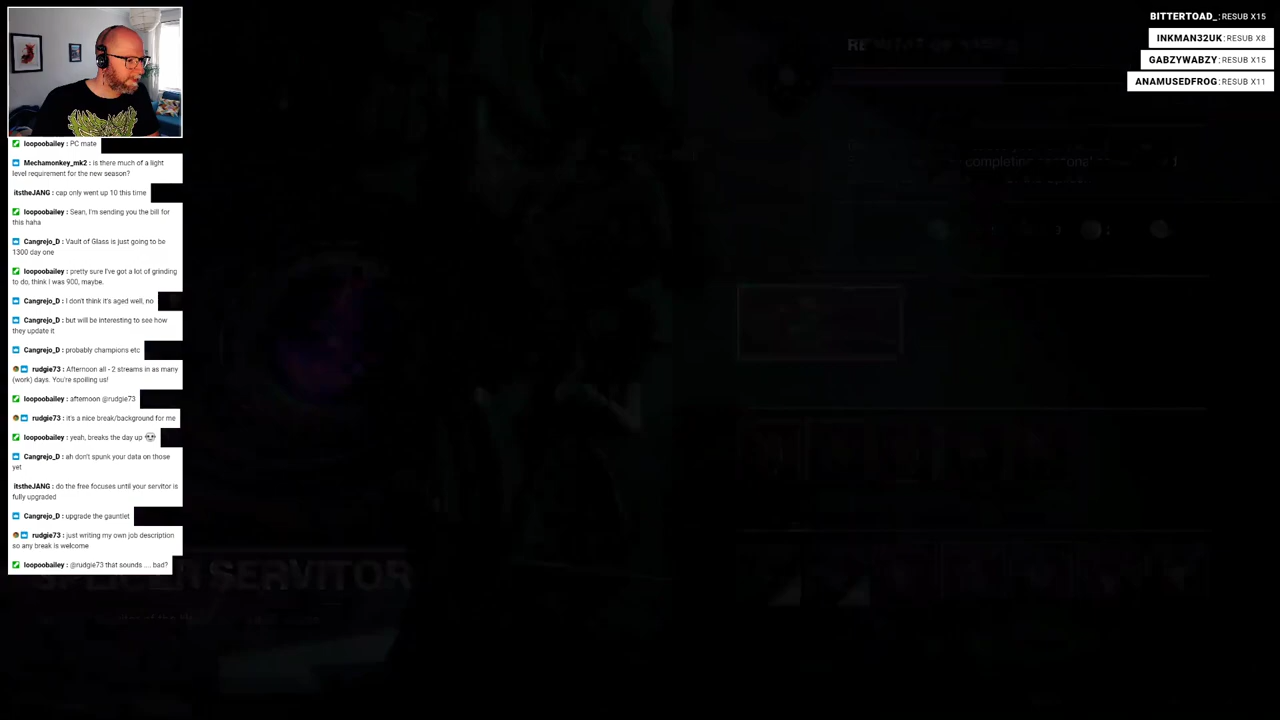 BITTERTOAD_: RESUB X15
INKMAN32UK: RESUB X8
GABZYWABZY: RESUB X15
ANAMUSEDFROG: RESUB X11
loopoobailey : PC mate
Mechamonkey_mk2 : is there much of a light
level requirement for the new season?
itstheJANG : cap only went up 10 this time
loopoobailey : Sean, I'm sending you the bill for
this haha
Cangrejo_D : Vault of Glass is just going to be
1300 day one
loopoobailey : pretty sure I've got a lot of grinding
to do, think I was 900, maybe.
Cangrejo_D : I don't think it's aged well, no
Cangrejo_D : but will be interesting to see how
they update it
Cangrejo_D : probably champions etc
rudgie73 : Afternoon all - 2 streams in as many
(work) days. You're spoiling us!
loopoobailey : afternoon @rudgie73
rudgie73 : it's a nice break/background for me
loopoobailey : yeah, breaks the day up
Cangrejo_D : ah don't spunk your data on those
yet
itstheJANG : do the free focuses until your servitor is
fully upgraded
Cangrejo_D : upgrade the gauntlet
rudgie73 : just writing my own job description
so any break is welcome
loopoobailey : @rudgie73 that sounds .... bad?
SPLICER SERVITOR
completing seasonal